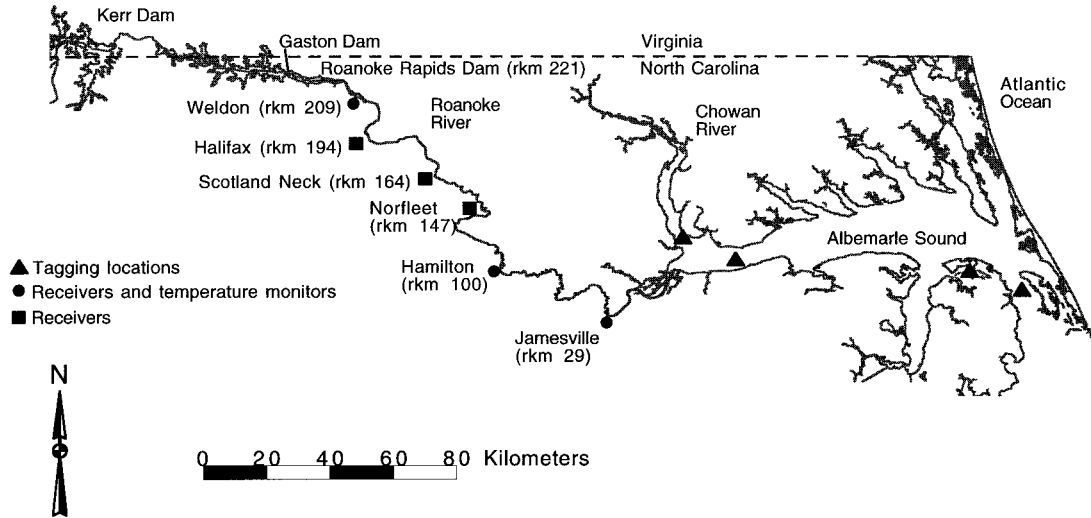 Kerr Dam
Gaston Dam
Virginia
Roanoke Rapids Dam (rkm 221)
North Carolina
Atlantic
Ocean
Weldon (rkm 209)
Roanoke
River
Chowan
River
Halifax (rkm 194)
Scotland Neck (rkm 164)
Norfleet
(rkm 147)
Albemarle Sound
Hamilton
(rkm 100)
Jamesville
(rkm 29)
Tagging locations
Receivers and temperature monitors
Receivers
N
0 20 40 60 80 Kilometers